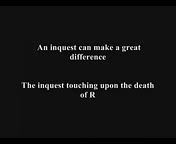 An inquest can make a great
difference
The inquest touching upon the death
of R